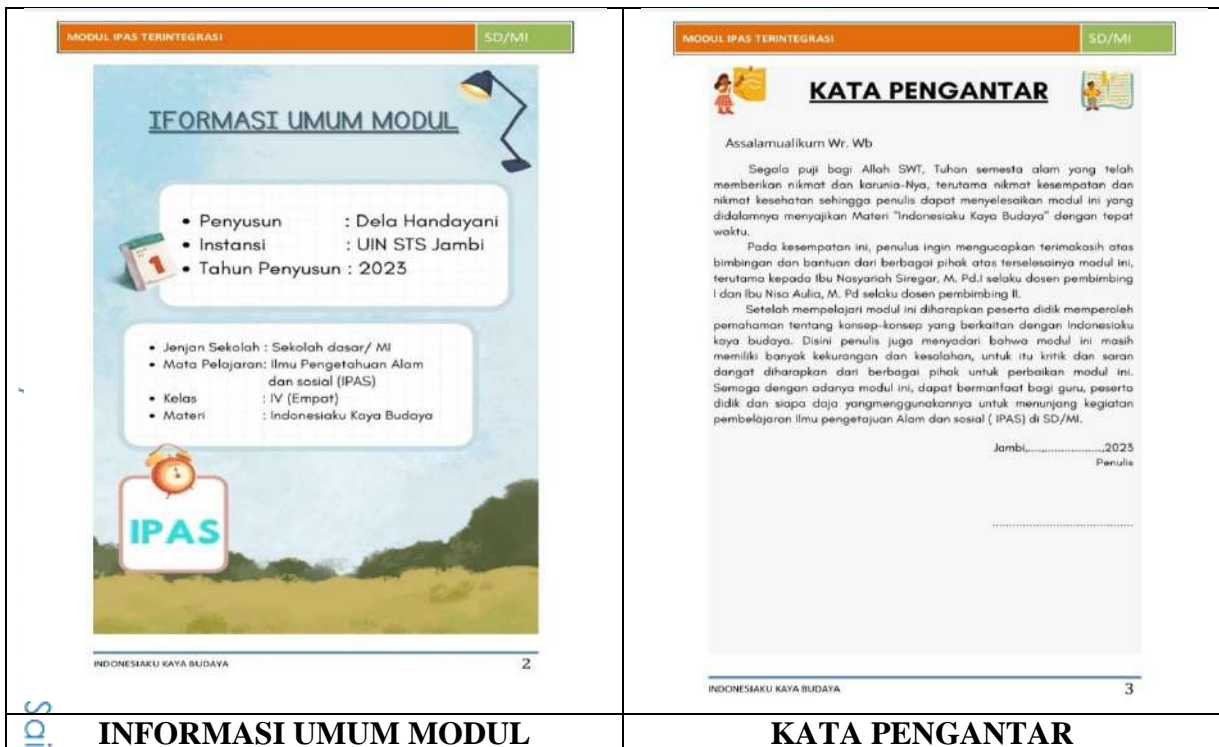 MODUL IPAS TERINTEGRASI SD/MI
IFORMASI UMUM MODUL
• Penyusun : Dela Handayani
• Instansi : UIN STS Jambi
• Tahun Penyusun : 2023
1
• Jenjan Sekolah : Sekolah dasar/ MI
• Mata Pelajaran: Ilmu Pengetahuan Alam
dan sosial (IPAS)
• Kelas : IV (Empat)
• Materi : Indonesiaku Kaya Budaya
IPAS
INDONESIAKU KAYA BUDAYA 2
INFORMASI UMUM MODUL
MODUL IPAS TERINTEGRASI SD/MI
KATA PENGANTAR
Assalamualikum Wr. Wb
Segala puji bagi Allah SWT, Tuhan semesta alam yang telah
memberikan nikmat dan karunia-Nya, terutama nikmat kesempatan dan
nikmat kesehatan sehingga penulis dapat menyelesaikan modul ini yang
didalamnya menyajikan Materi "Indonesiaku Kaya Budaya" dengan tepat
waktu.
Pada kesempatan ini, penulus ingin mengucapkan terimakasih atas
bimbingan dan bantuan dari berbagai pihak atas terselesainya modul ini,
terutama kepada Ibu Nasyariah Siregar, M. Pd.I selaku dosen pembimbing
I dan Ibu Nisa Aulia, M. Pd selaku dosen pembimbing II.
Setelah mempelajari modul ini diharapkan peserta didik memperoleh
pemahaman tentang konsep-konsep yang berkaitan dengan Indonesiaku
kaya budaya. Disini penulis juga menyadari bahwa modul ini masih
memiliki banyak kekurangan dan kesalahan, untuk itu kritik dan saran
dangat diharapkan dari berbagai pihak untuk perbaikan modul ini.
Semoga dengan adanya modul ini, dapat bermanfaat bagi guru, peserta
didik dan siapa daja yangmenggunakannya untuk menunjang kegiatan
pembelajaran Ilmu pengetajuan Alam dan sosial ( IPAS) di SD/MI.
Jambi,........................,2023
Penulis
........................................
INDONESIAKU KAYA BUDAYA 3
KATA PENGANTAR